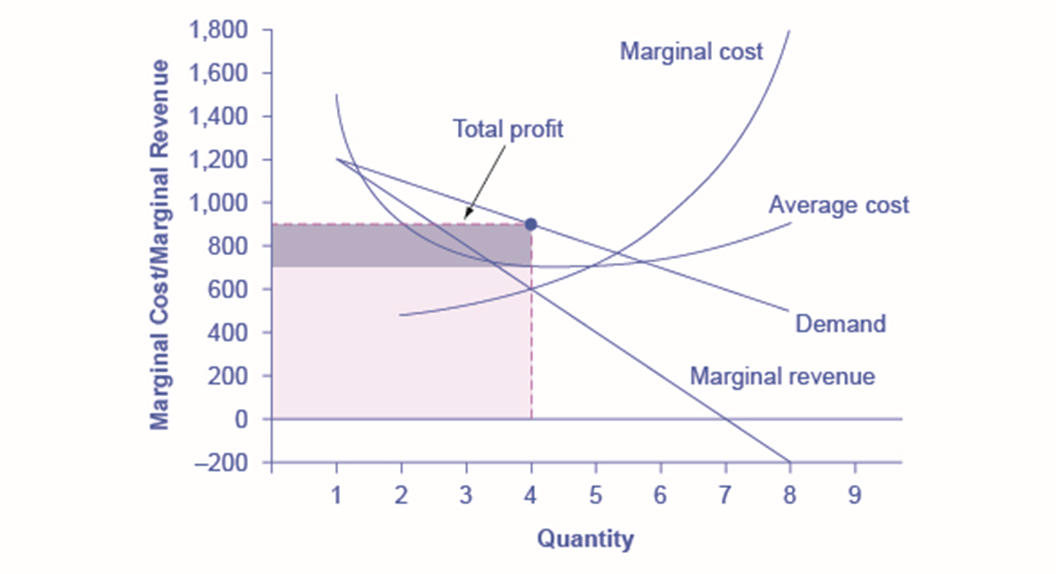 1,800
1,600
1,400
1,200
1,000
800
600
400
200
0
–200
Marginal Cost/Marginal Revenue
Marginal cost
Total profit
Average cost
Demand
Marginal revenue
1 2 3 4 5 6 7 8 9
Quantity